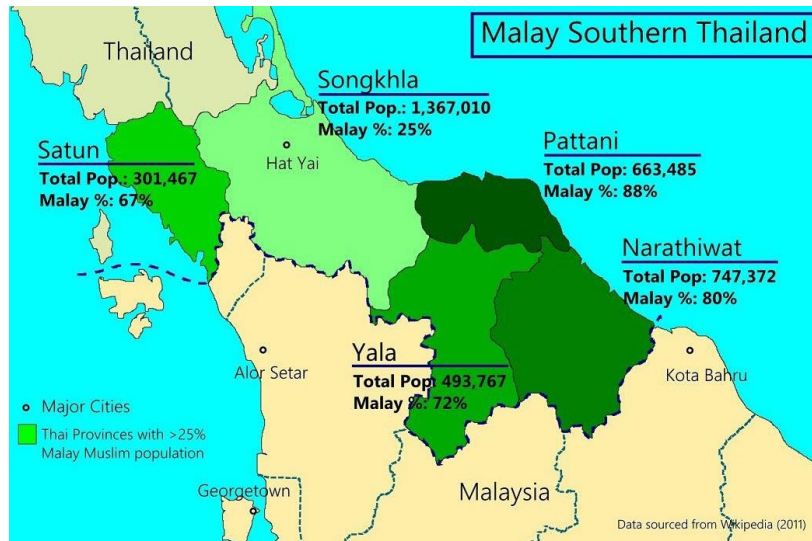 Malay Southern Thailand
Thailand
Songkhla
Total Pop.: 1,367,010
Malay %: 25%
Hat Yai
Satun
Total Pop.: 301,467
Malay %: 67%
Pattani
Total Pop: 663,485
Malay %: 88%
Narathiwat
Total Pop: 747,372
Malay %: 80%
Yala
Total Pop: 493,767
Malay %: 72%
Alor Setar
Kota Bahru
Major Cities
Thai Provinces with >25%
Malay Muslim population
Georgetown
Malaysia
Data sourced from Wikipedia (2011)